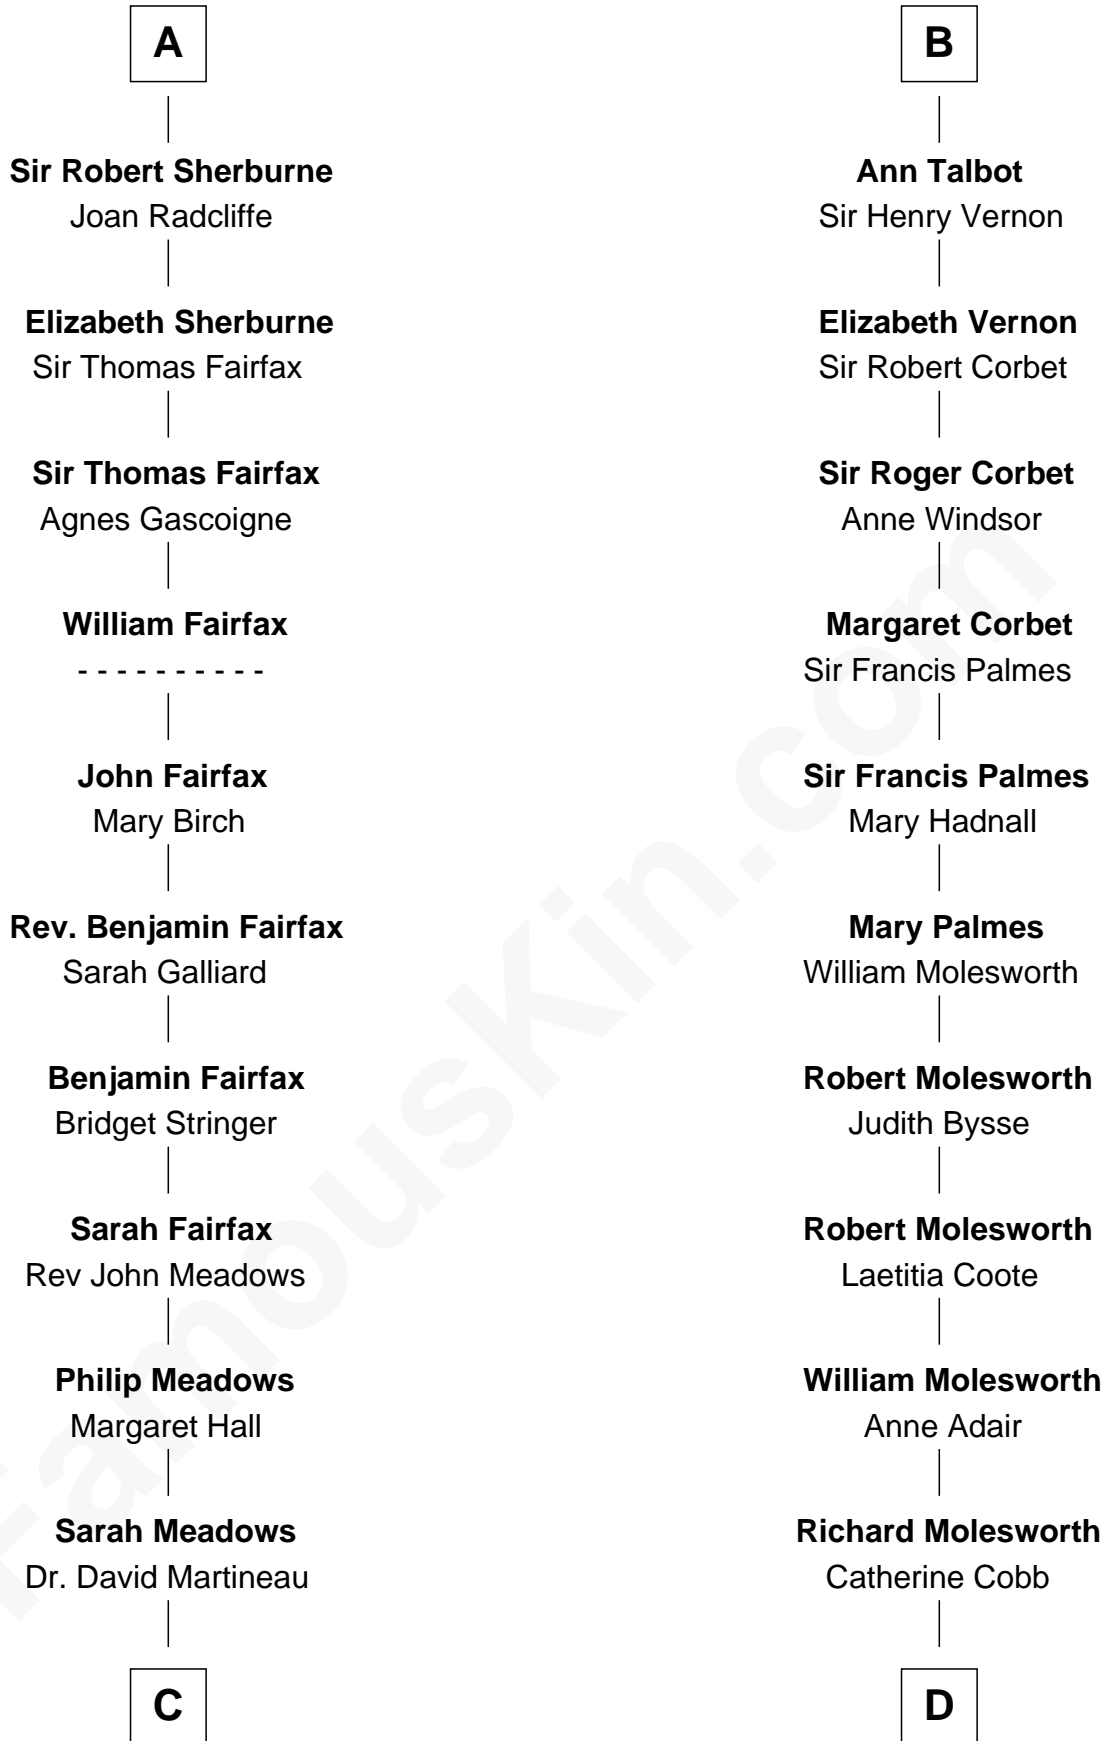 A
Sir Robert Sherburne
Joan Radcliffe
Elizabeth Sherburne
Sir Thomas Fairfax
Sir Thomas Fairfax
Agnes Gascoigne
William Fairfax
- - - - - - - - - -
John Fairfax
Mary Birch
Rev. Benjamin Fairfax
Sarah Galliard
Benjamin Fairfax
Bridget Stringer
Sarah Fairfax
Rev John Meadows
Philip Meadows
Margaret Hall
Sarah Meadows
Dr. David Martineau
C
B
Ann Talbot
Sir Henry Vernon
Elizabeth Vernon
Sir Robert Corbet
Sir Roger Corbet
Anne Windsor
Margaret Corbet
Sir Francis Palmes
Sir Francis Palmes
Mary Hadnall
Mary Palmes
William Molesworth
Robert Molesworth
Judith Bysse
Robert Molesworth
Laetitia Coote
William Molesworth
Anne Adair
Richard Molesworth
Catherine Cobb
D
FamousKin.com